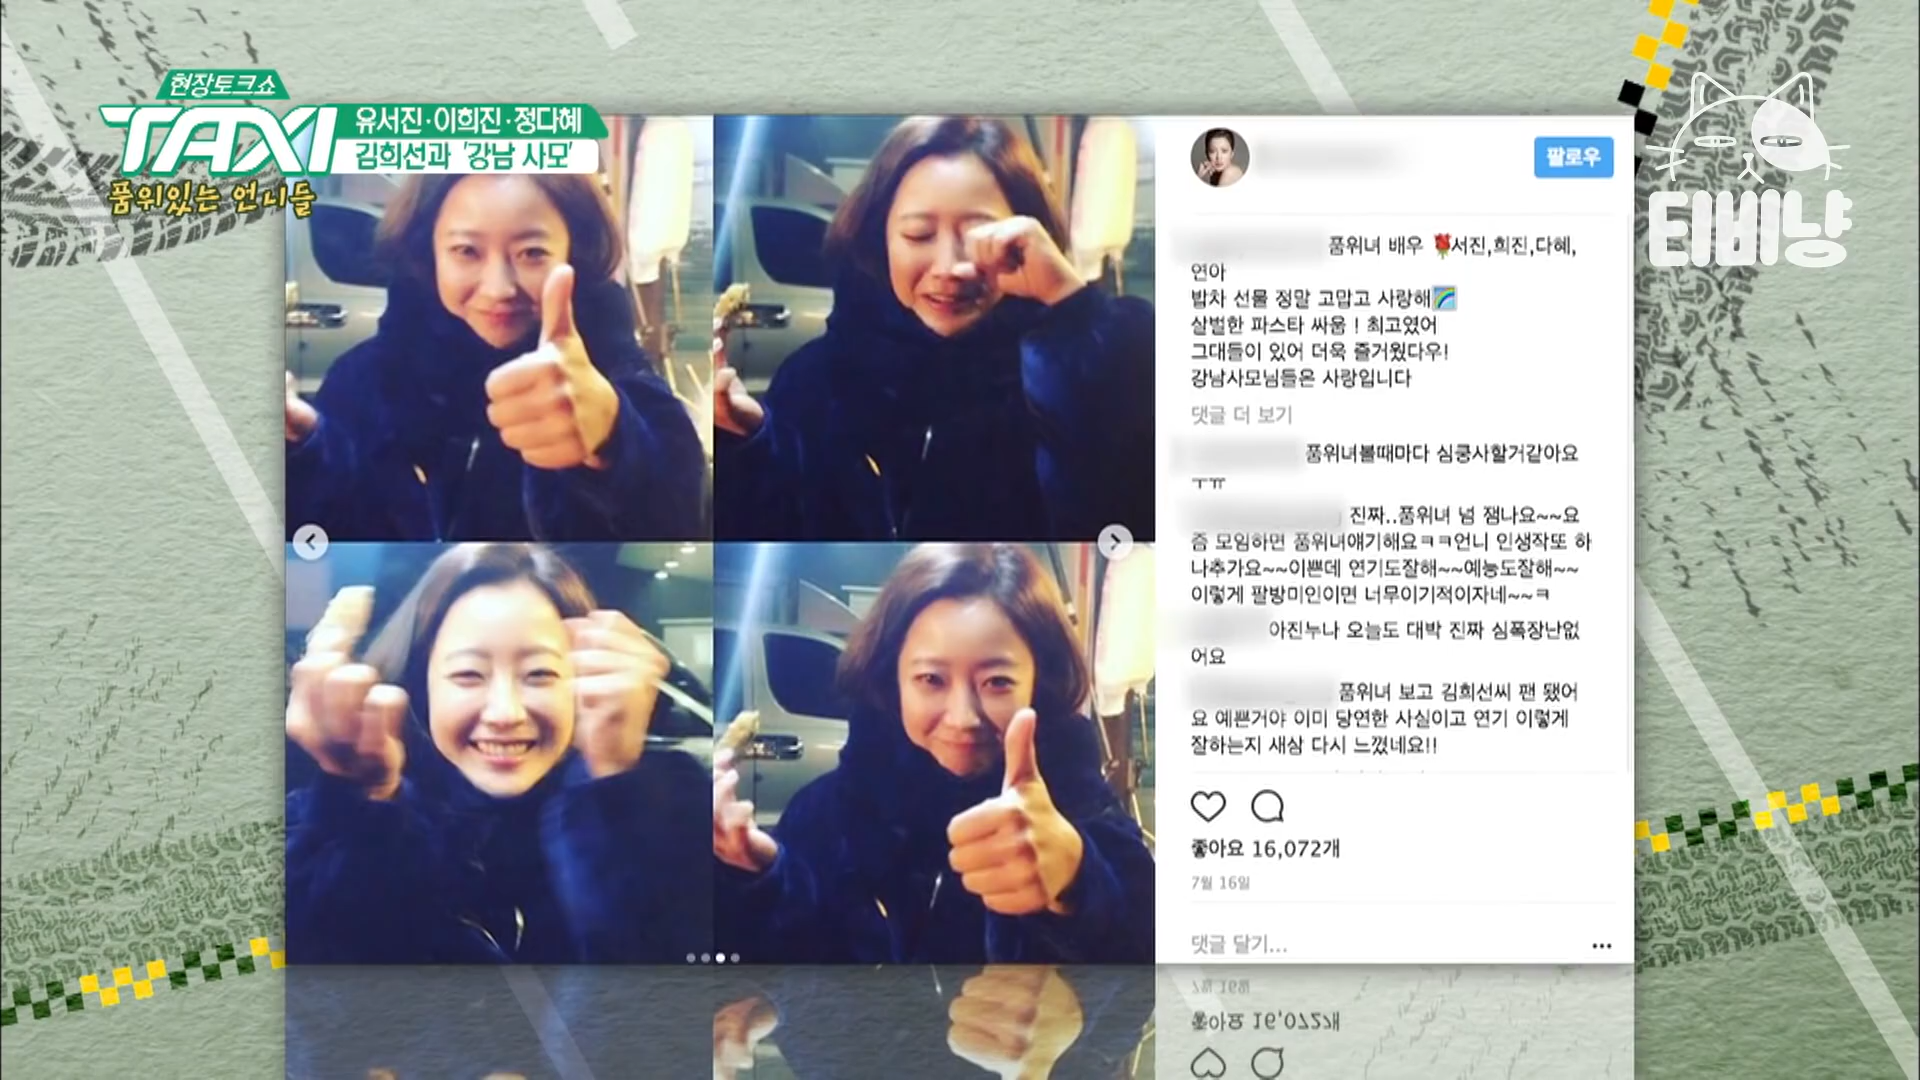 현장토크쇼
TAXI
유서진·이희진·정다혜
김희선과 '강남 사모'
품위있는 언니들
티비냥
팔로우
품위녀 배우 🌹서진,희진,다혜,
연아
밥차 선물 정말 고맙고 사랑해🌈
살벌한 파스타 싸움 ! 최고였어
그대들이 있어 더욱 즐거웠다우!
강남사모님들은 사랑입니다
댓글 더 보기
품위녀볼때마다 심쿵사할거같아요
ㅜㅠ
진짜..품위녀 넘 잼나요~~요
즘 모임하면 품위녀얘기해요ㅋㅋ언니 인생작또 하
나추가요~~이쁜데 연기도잘해~~예능도잘해~~
이렇게 팔방미인이면 너무이기적이자네~~ㅋ
아진누나 오늘도 대박 진짜 심폭장난없
어요
품위녀 보고 김희선씨 팬 됐어
요 예쁜거야 이미 당연한 사실이고 연기 이렇게
잘하는지 새삼 다시 느꼈네요!!
좋아요 16,072개
7월 16일
댓글 달기...